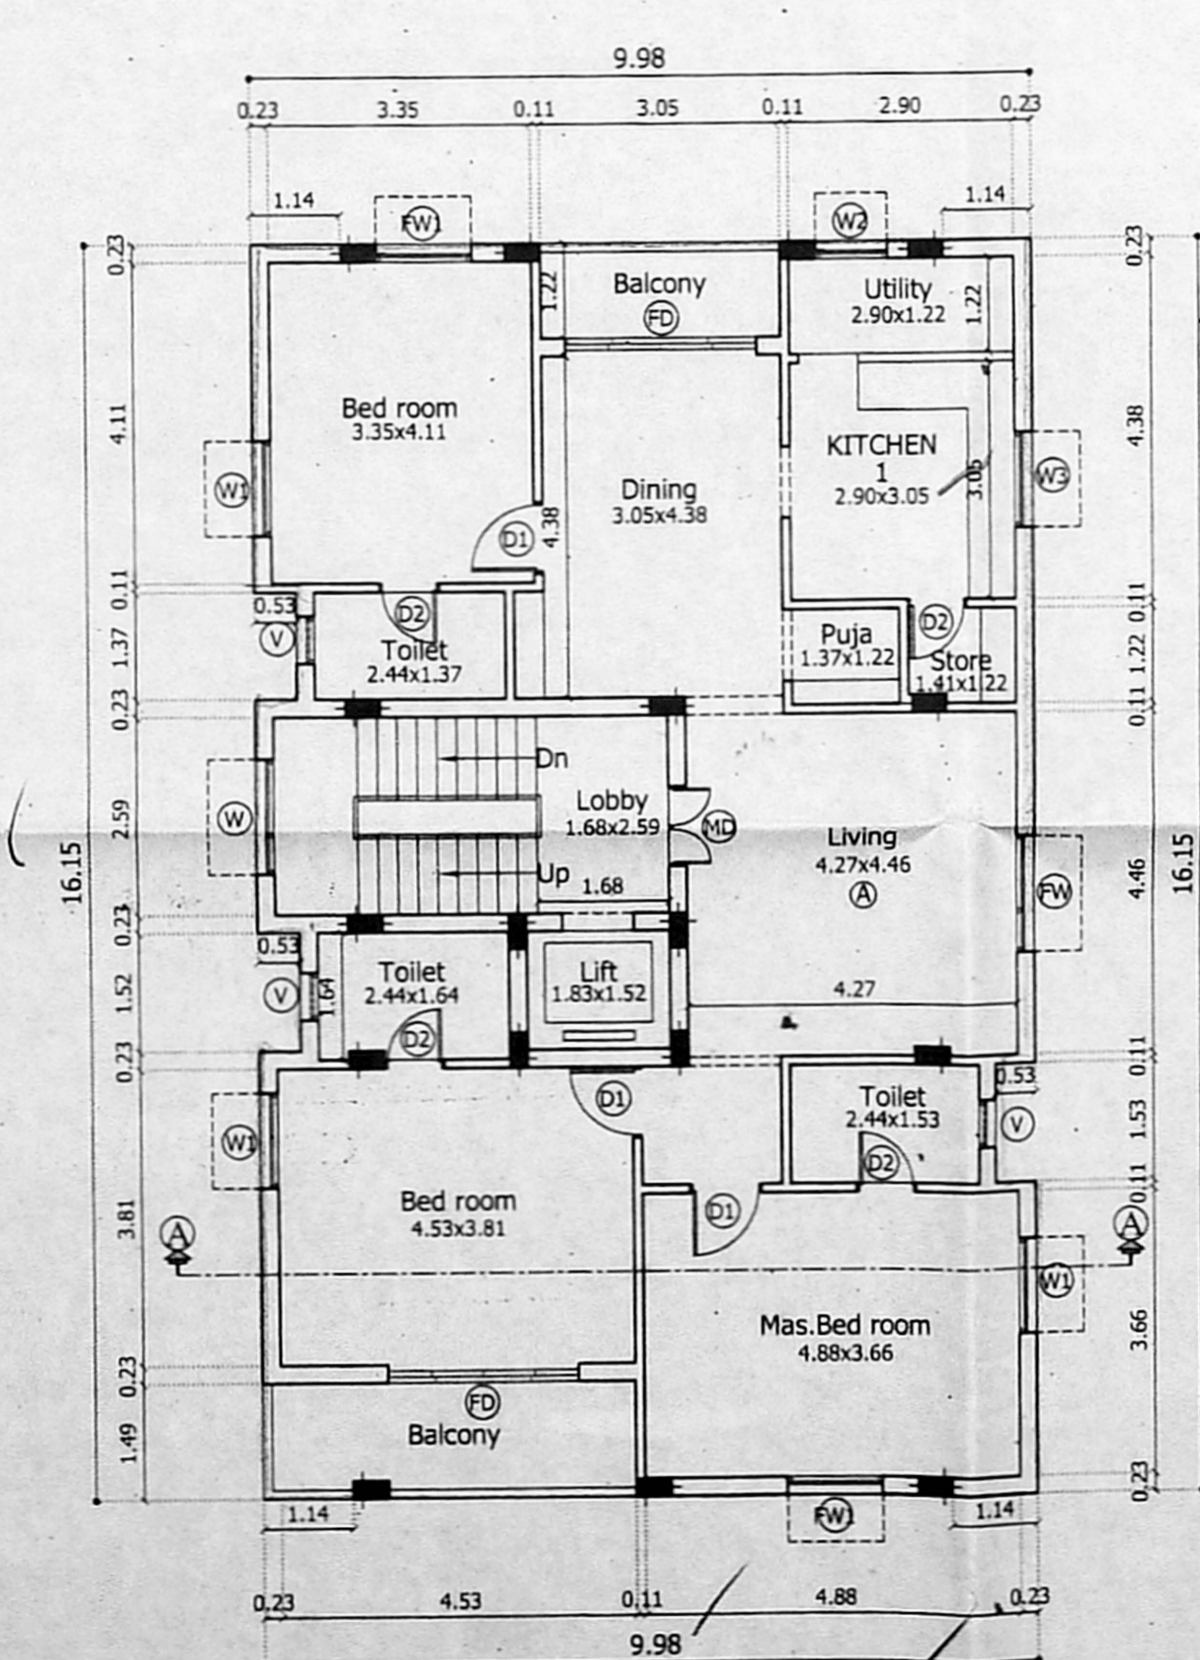 9.98
0.23 3.35 0.11 3.05 0.11 2.90 0.23
1.14 1.14
FW1 W2
0.23 0.23
1.22 Balcony Utility 1.22
FD 2.90x1.22
Bed room
3.35x4.11
4.11 4.38
KITCHEN
1
2.90x3.05 3.05
W1 W3
Dining
3.05x4.38
4.38
D1
0.11 0.11
0.53 D2 D2
V Puja
1.37 Toilet 1.37x1.22 Store 1.22
2.44x1.37 1.41x1.22
0.23 0.11
Dn
W Lobby MD
2.59 1.68x2.59 Living
16.15 4.27x4.46 4.46 16.15
Up A FW
1.68
0.23
0.53
Toilet Lift
V 1.64 2.44x1.64 1.83x1.52 4.27
1.52
D2
0.23 0.11
0.53
D1 Toilet
2.44x1.53 1.53 V
W1 D2
0.11
Bed room D1
4.53x3.81
3.81
A A
W1
Mas.Bed room
4.88x3.66 3.66
0.23
FD
Balcony
1.49
0.23
1.14 FW1 1.14
0.23 4.53 0.11 4.88 0.23
9.98